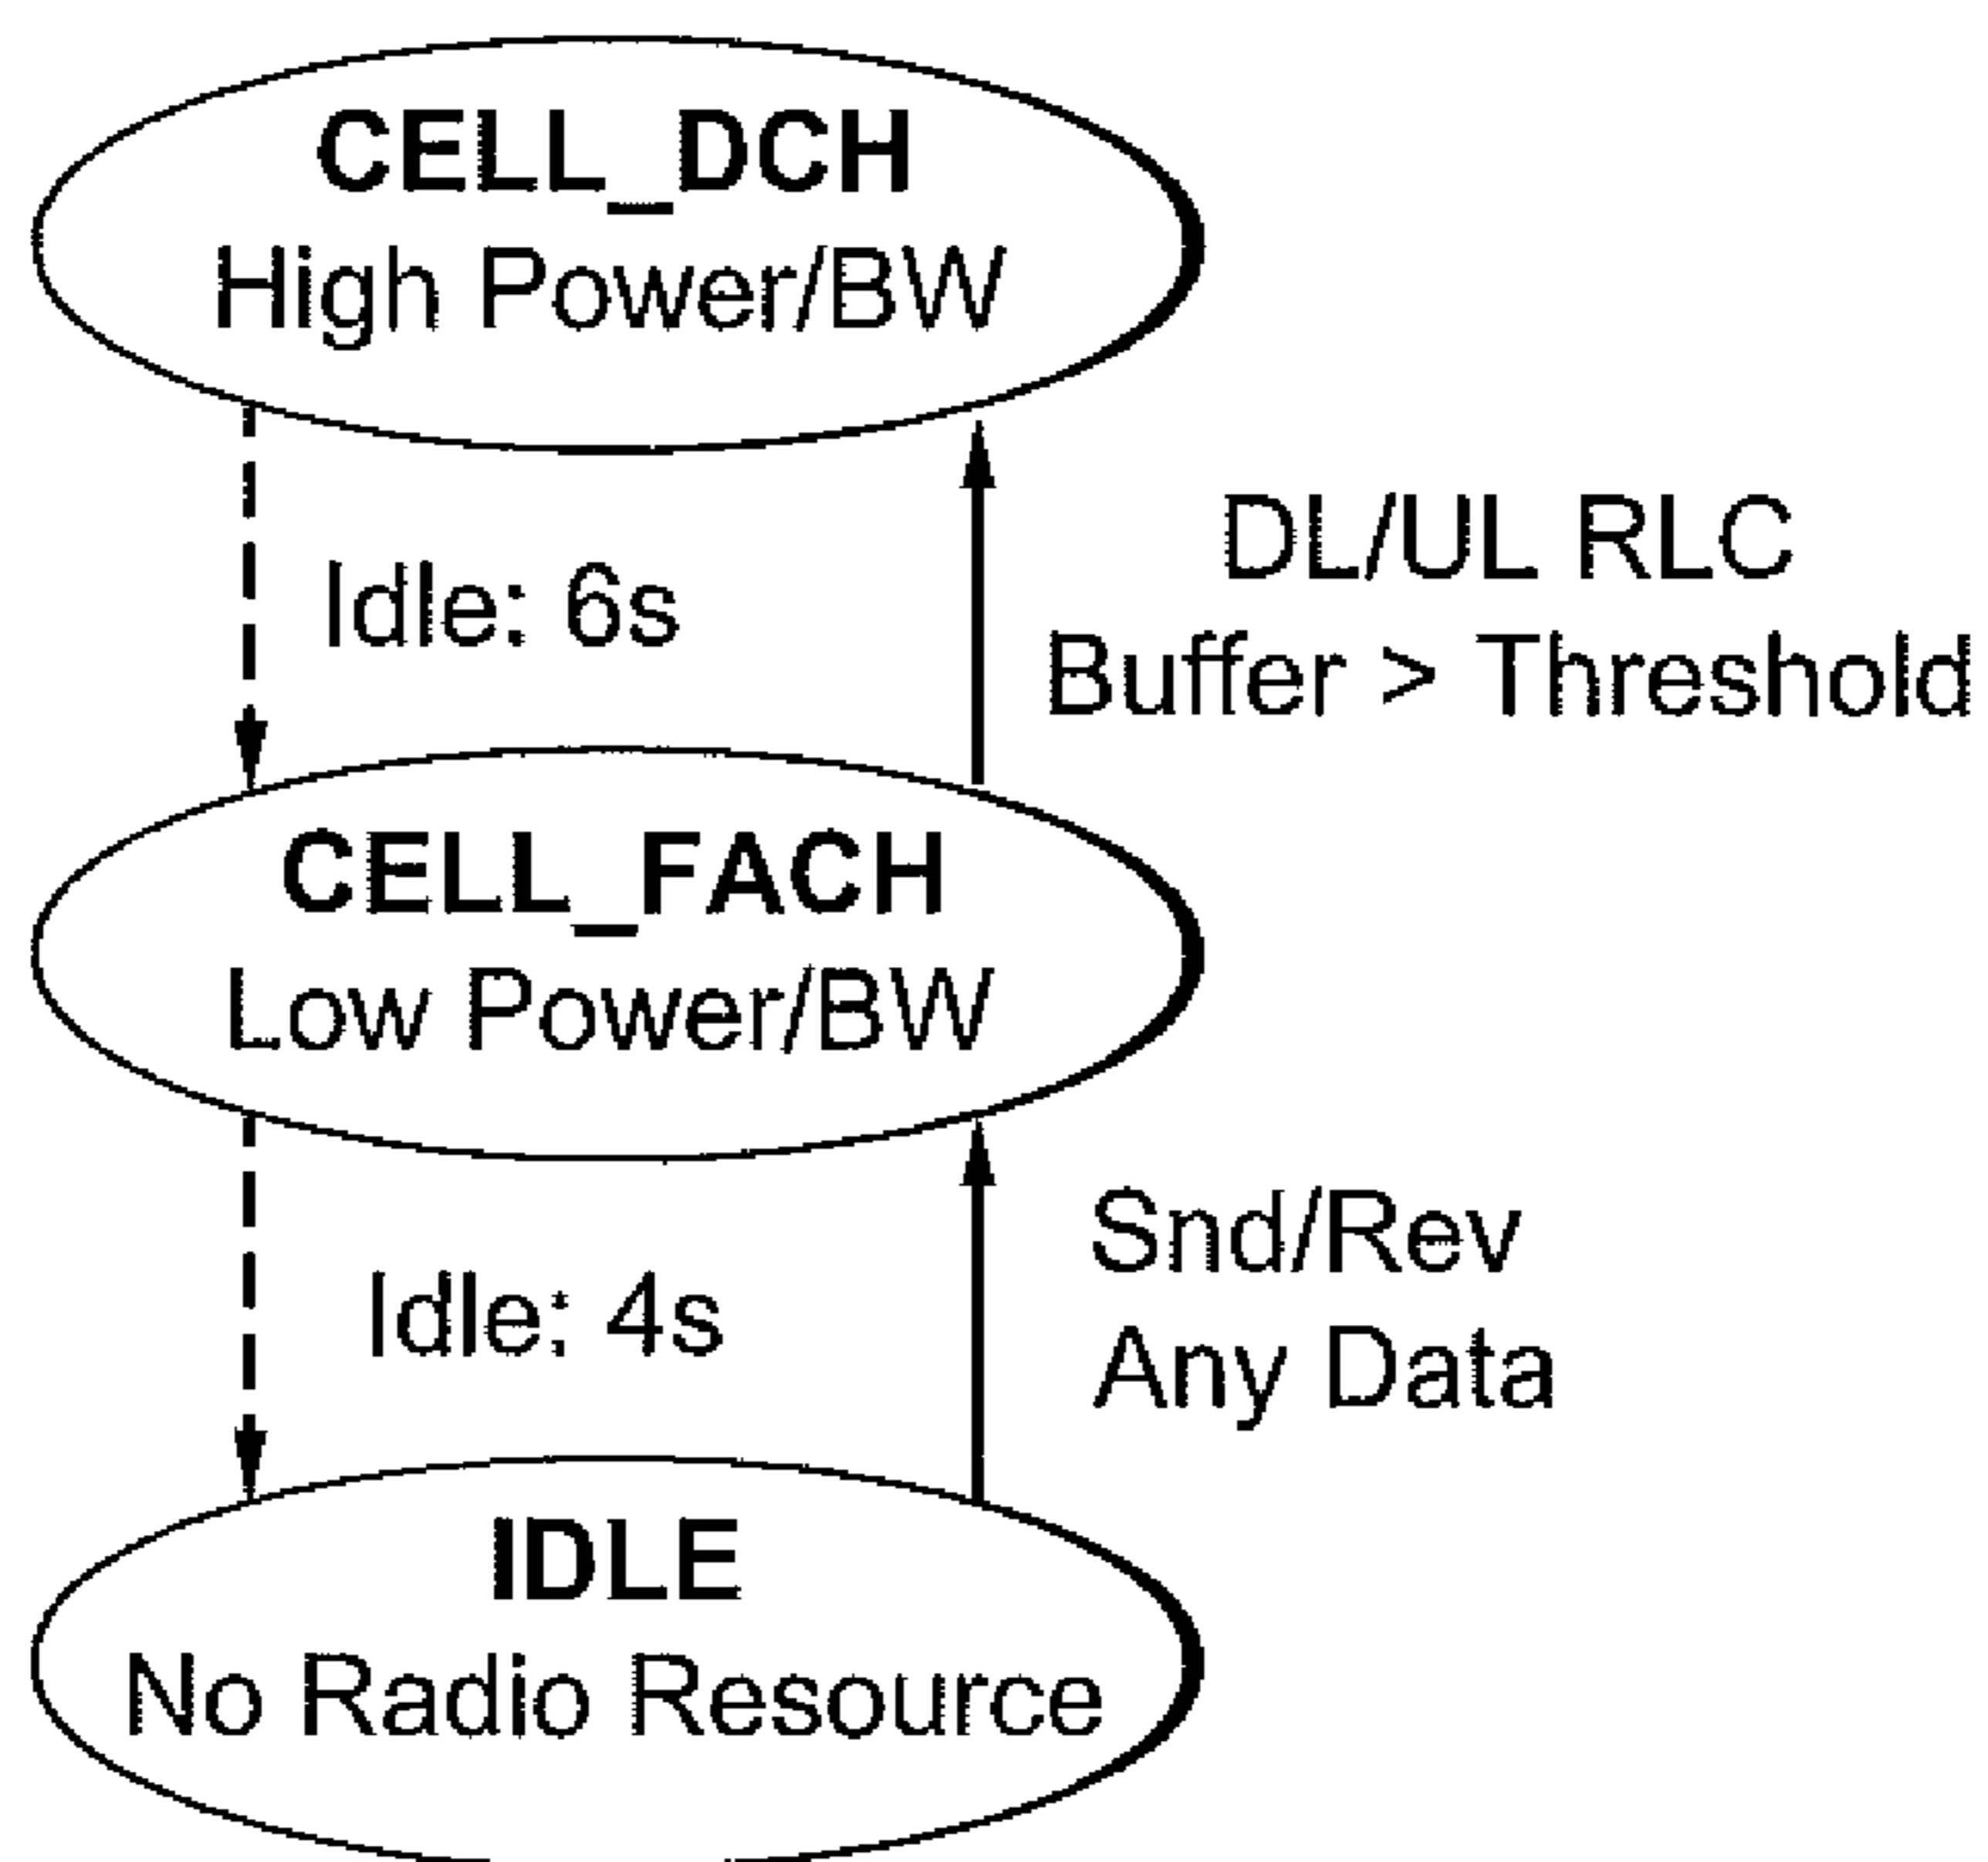 CELL_DCH
High Power/BW
Idle: 6s
DL/UL RLC
Buffer > Threshold
CELL_FACH
Low Power/BW
Idle: 4s
Snd/Rev
Any Data
IDLE
No Radio Resource